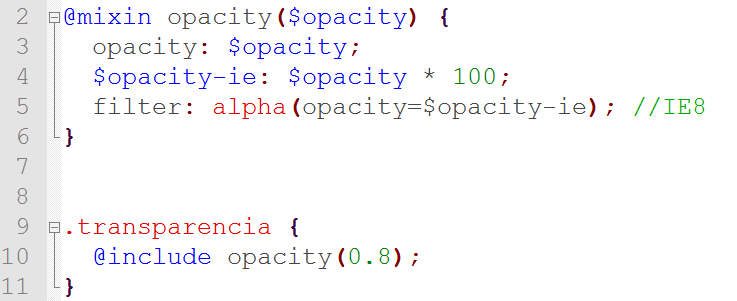 2 @mixin opacity($opacity) {
3 opacity: $opacity;
4 $opacity-ie: $opacity * 100;
5 filter: alpha(opacity=$opacity-ie); //IE8
6 }
7
8
9 .transparencia {
10 @include opacity(0.8);
11 }